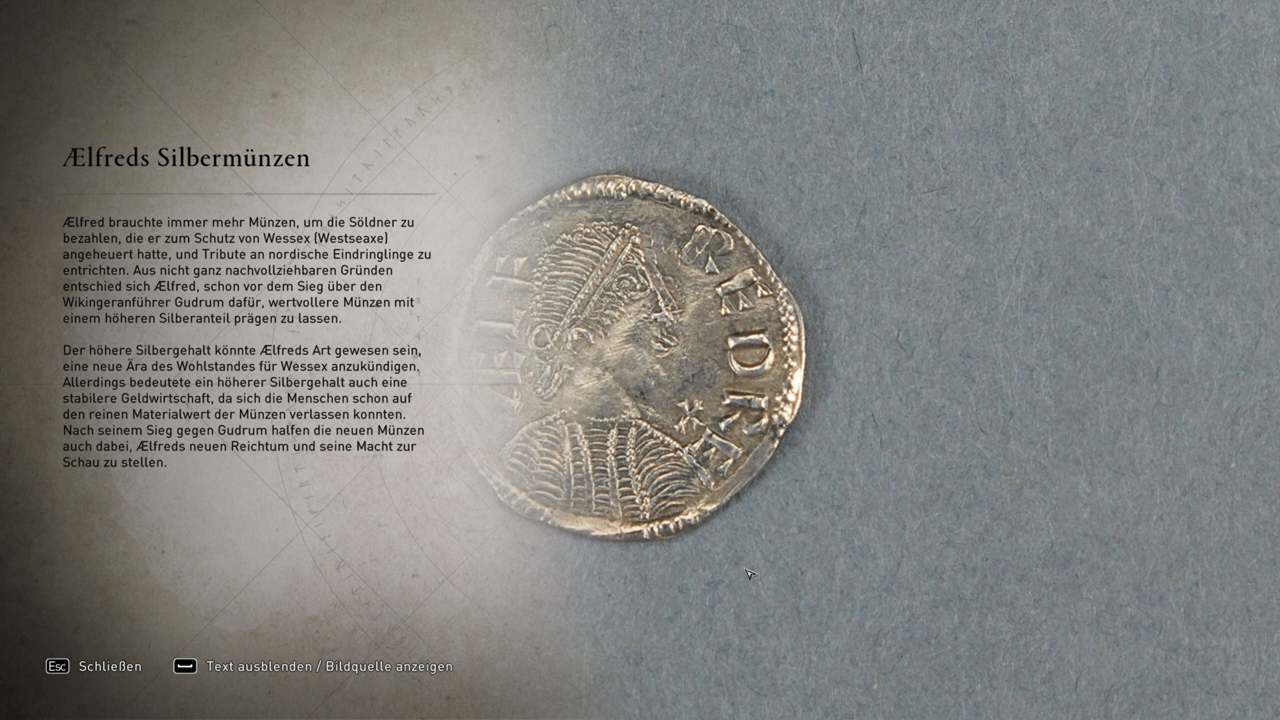 Ælfreds Silbermünzen
Ælfred brauchte immer mehr Münzen, um die Söldner zu
bezahlen, die er zum Schutz von Wessex (Westseaxe)
angeheuert hatte, und Tribute an nordische Eindringlinge zu
entrichten. Aus nicht ganz nachvollziehbaren Gründen
entschied sich Ælfred, schon vor dem Sieg über den
Wikingeranführer Gudrum dafür, wertvollere Münzen mit
einem höheren Silberanteil prägen zu lassen.
Der höhere Silbergehalt könnte Ælfreds Art gewesen sein,
eine neue Ära des Wohlstandes für Wessex anzukündigen.
Allerdings bedeutete ein höherer Silbergehalt auch eine
stabilere Geldwirtschaft, da sich die Menschen schon auf
den reinen Materialwert der Münzen verlassen konnten.
Nach seinem Sieg gegen Gudrum halfen die neuen Münzen
auch dabei, Ælfreds neuen Reichtum und seine Macht zur
Schau zu stellen.
Esc Schließen
Text ausblenden / Bildquelle anzeigen